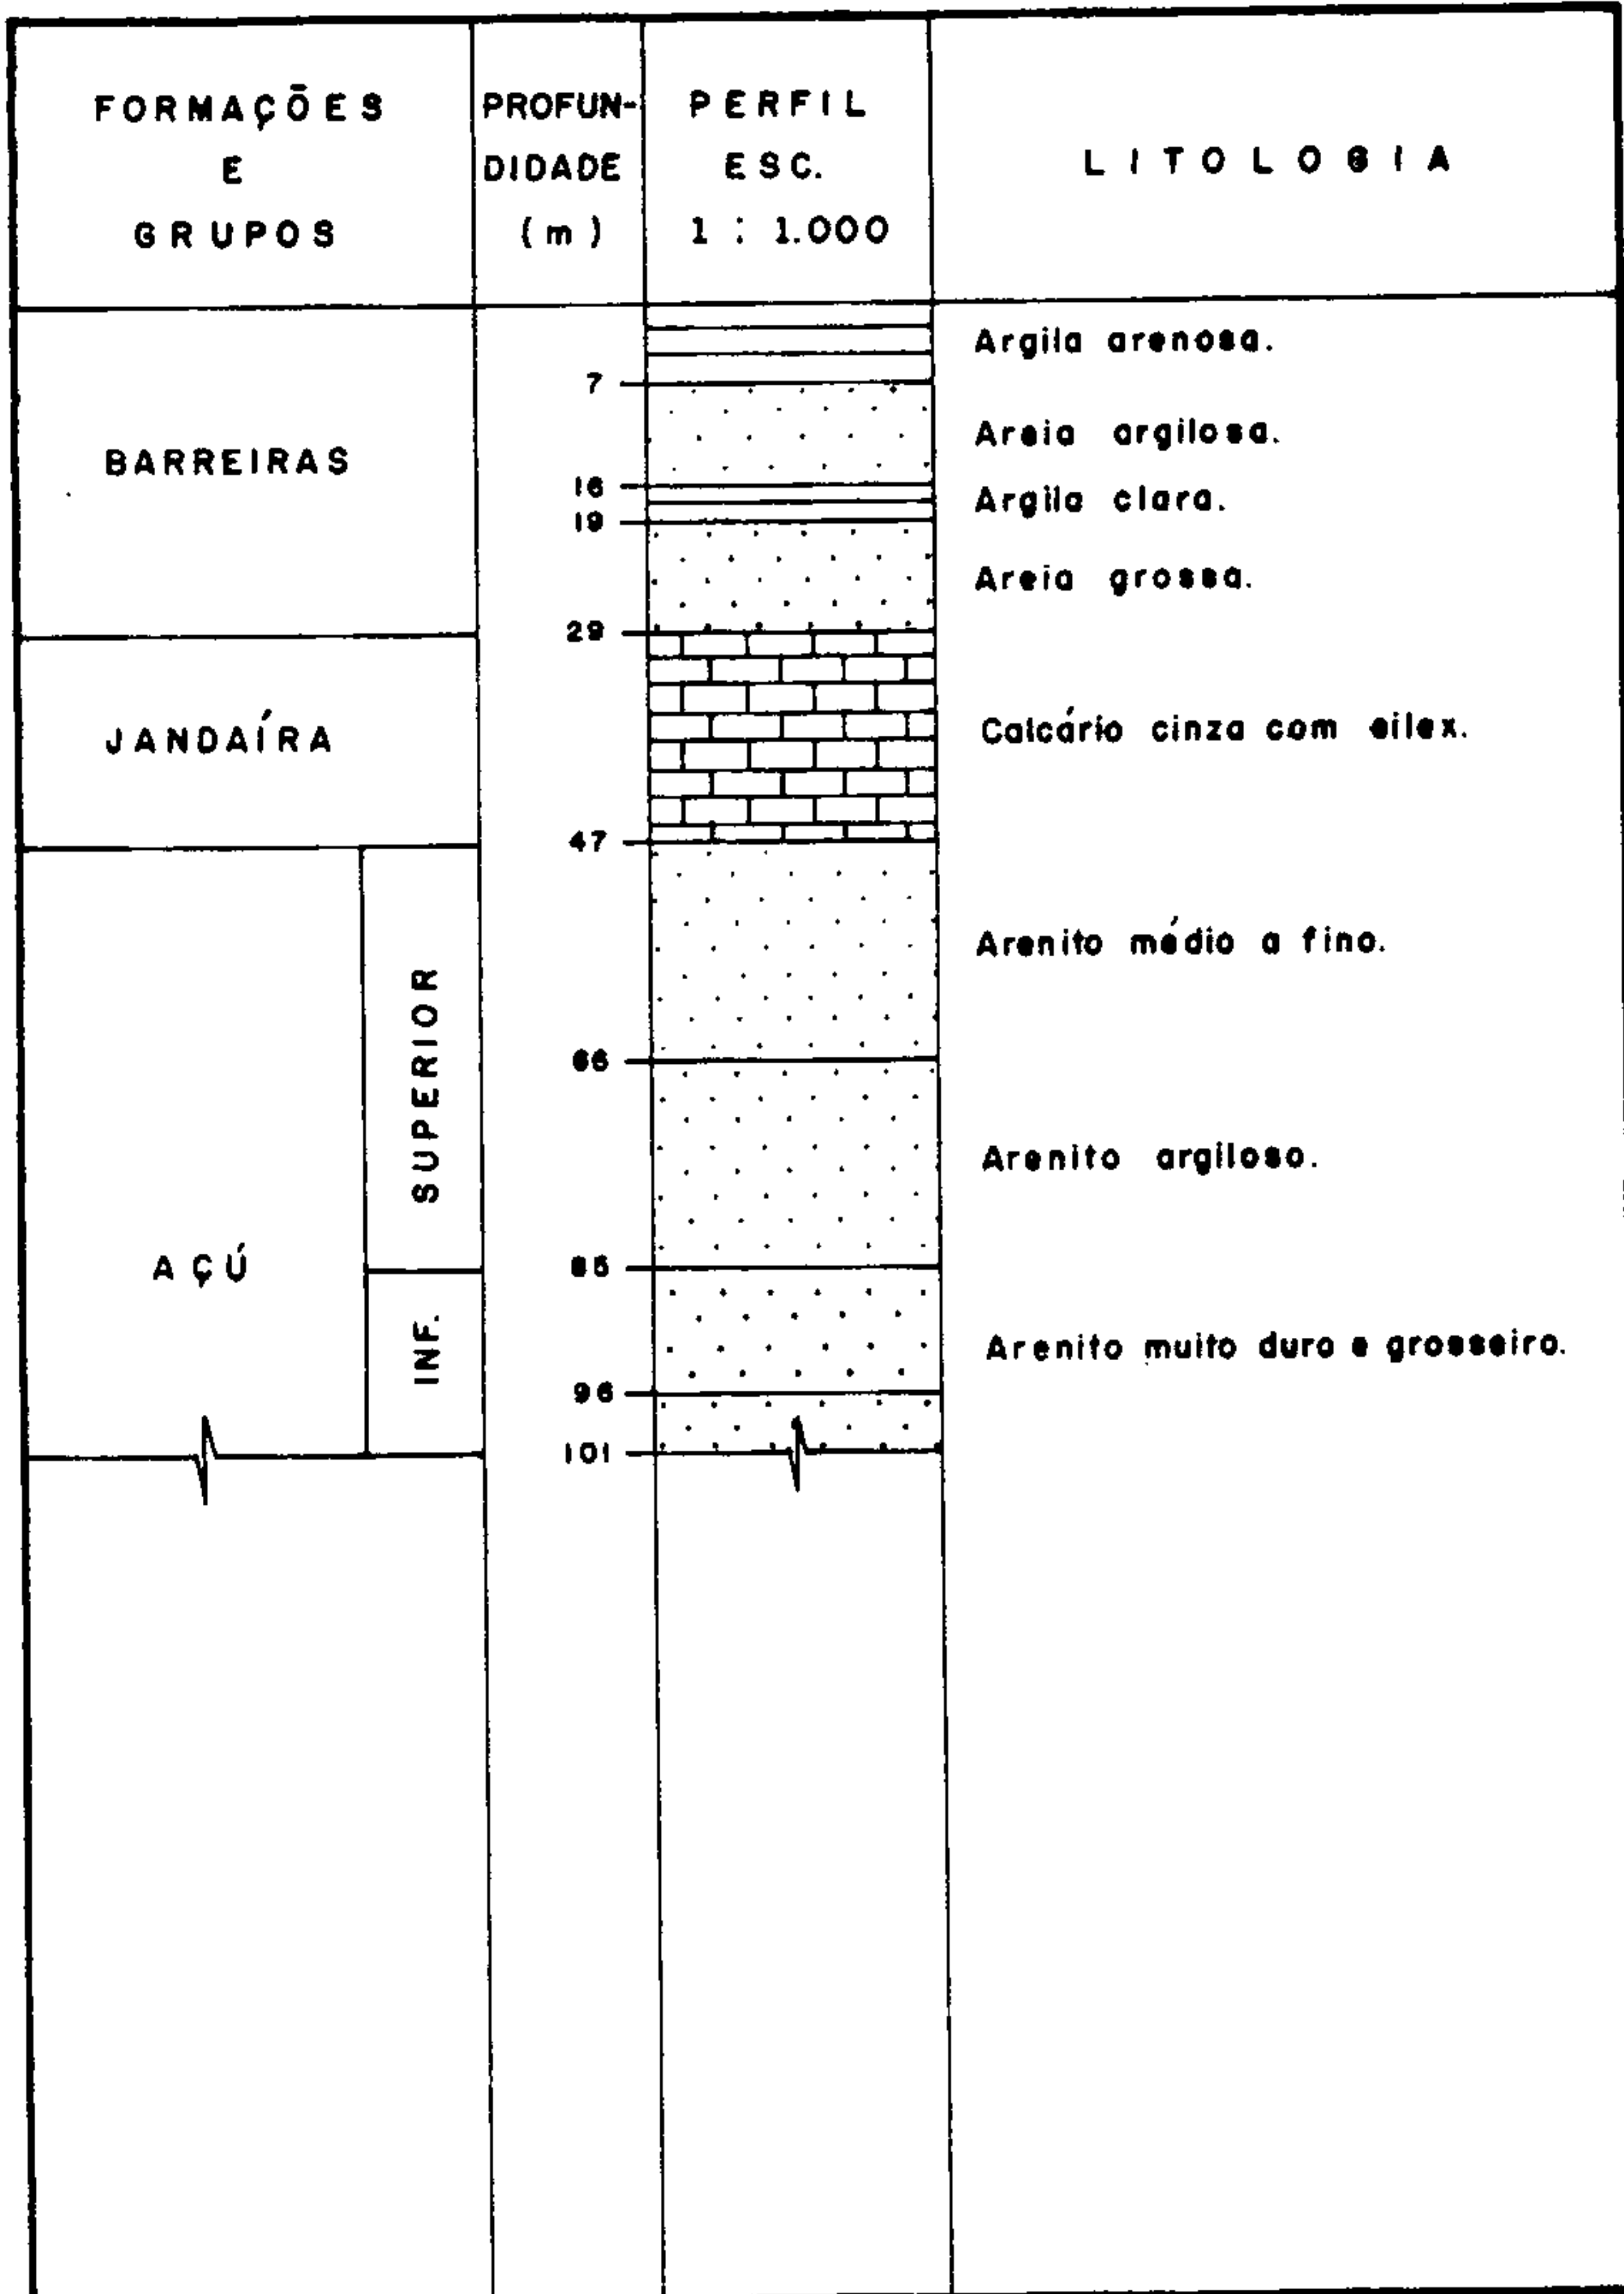 FORMAÇÕES
E
GRUPOS
PROFUN-
DIDADE
(m)
PERFIL
ESC.
1 : 1.000
LITOLOGIA
BARREIRAS
JANDAÍRA
AÇÚ
SUPERIOR
INF.
7
16
19
29
47
66
85
96
101
Argila arenosa.
Areia argilosa.
Argila clara.
Areia grossa.
Calcário cinza com silex.
Arenito médio a fino.
Arenito argiloso.
Arenito muito duro e grosseiro.